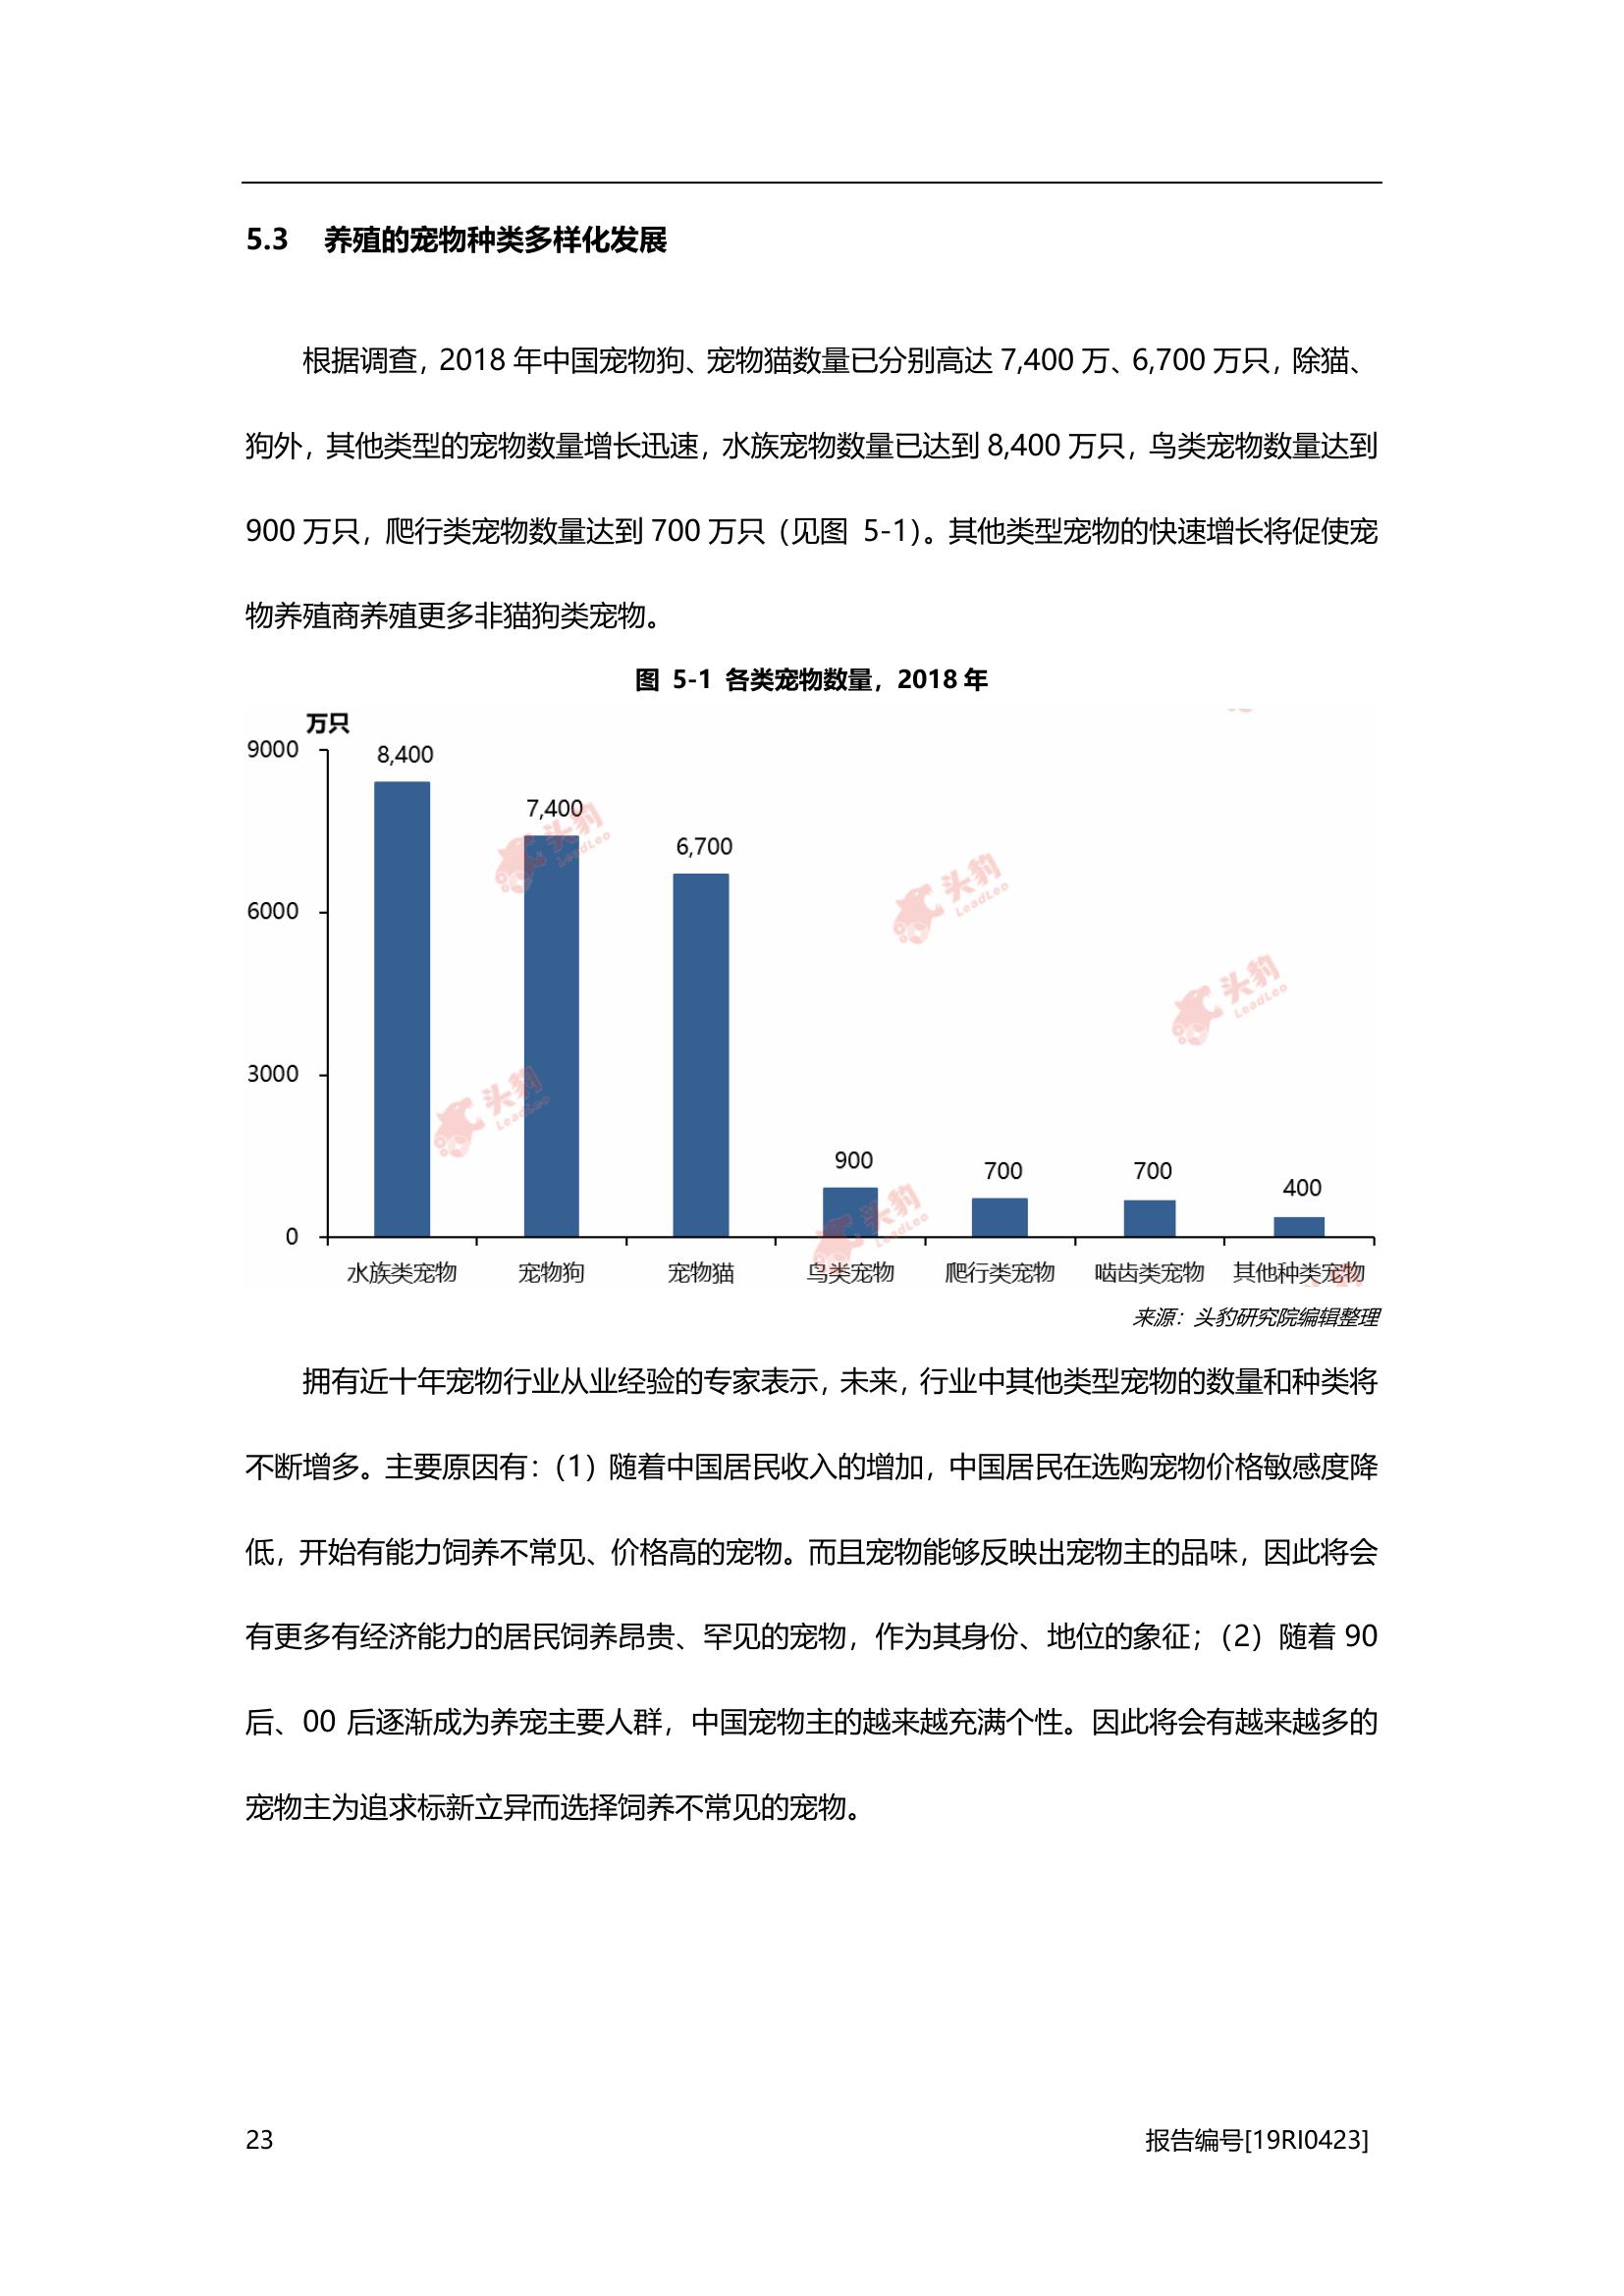 5.3 养殖的宠物种类多样化发展
根据调查，2018 年中国宠物狗、宠物猫数量已分别高达 7,400 万、6,700 万只，除猫、
狗外，其他类型的宠物数量增长迅速，水族宠物数量已达到 8,400 万只，鸟类宠物数量达到
900 万只，爬行类宠物数量达到 700 万只（见图 5-1）。其他类型宠物的快速增长将促使宠
物养殖商养殖更多非猫狗类宠物。
图 5-1 各类宠物数量，2018 年
万只
9000
6000
3000
0
8,400
7,400
6,700
900
700
700
400
水族类宠物 宠物狗 宠物猫 鸟类宠物 爬行类宠物 啮齿类宠物 其他种类宠物
头豹
LeadLeo
头豹
LeadLeo
头豹
LeadLeo
头豹
LeadLeo
头豹
LeadLeo
来源：头豹研究院编辑整理
拥有近十年宠物行业从业经验的专家表示，未来，行业中其他类型宠物的数量和种类将
不断增多。主要原因有：（1）随着中国居民收入的增加，中国居民在选购宠物价格敏感度降
低，开始有能力饲养不常见、价格高的宠物。而且宠物能够反映出宠物主的品味，因此将会
有更多有经济能力的居民饲养昂贵、罕见的宠物，作为其身份、地位的象征；（2）随着 90
后、00 后逐渐成为养宠主要人群，中国宠物主的越来越充满个性。因此将会有越来越多的
宠物主为追求标新立异而选择饲养不常见的宠物。
23 报告编号[19RI0423]